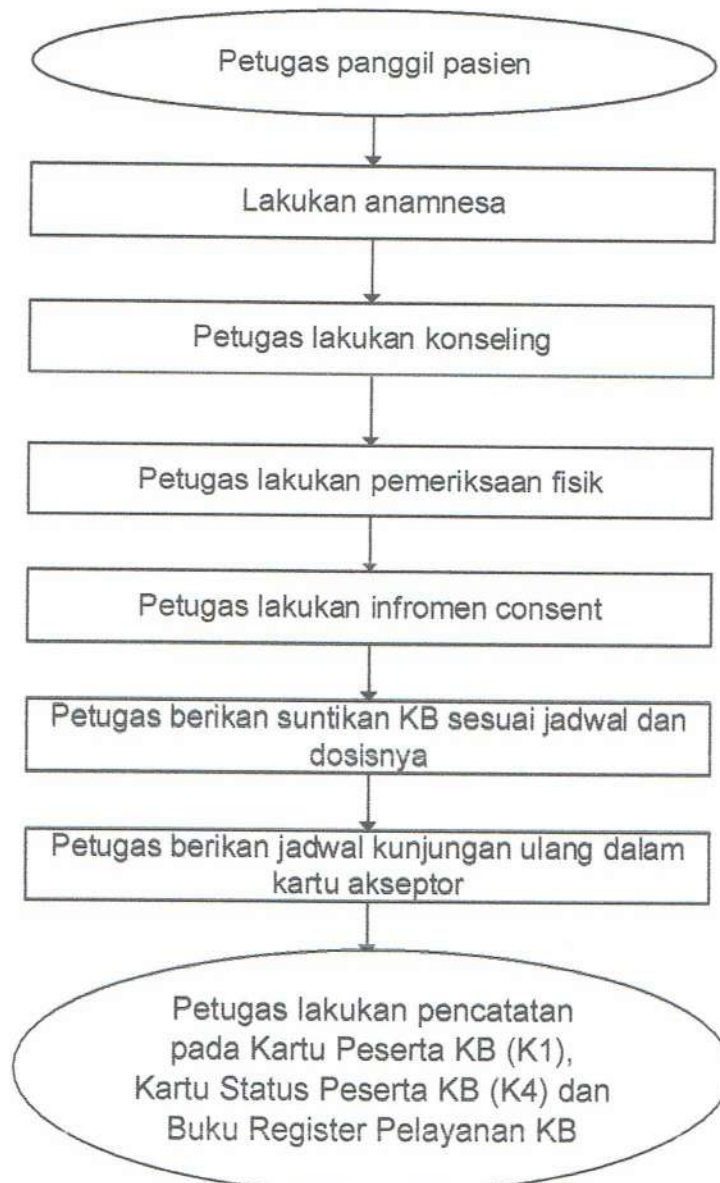 Petugas panggil pasien
Lakukan anamnesa
Petugas lakukan konseling
Petugas lakukan pemeriksaan fisik
Petugas lakukan infromen consent
Petugas berikan suntikan KB sesuai jadwal dan
dosisnya
Petugas berikan jadwal kunjungan ulang dalam
kartu akseptor
Petugas lakukan pencatatan
pada Kartu Peserta KB (K1),
Kartu Status Peserta KB (K4) dan
Buku Register Pelayanan KB